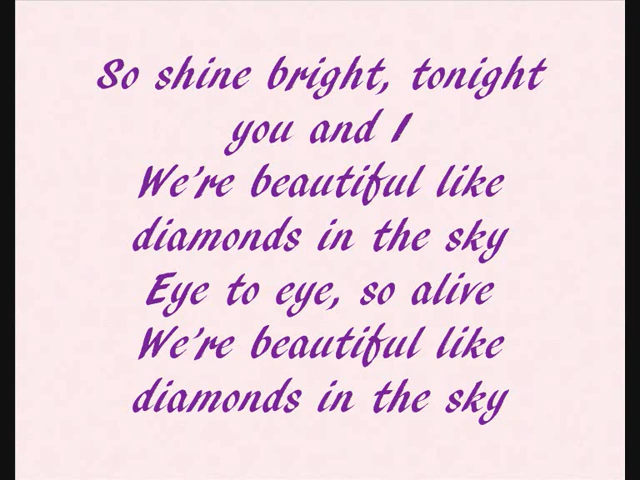 So shine bright, tonight
you and I
We're beautiful like
diamonds in the sky
Eye to eye, so alive
We're beautiful like
diamonds in the sky